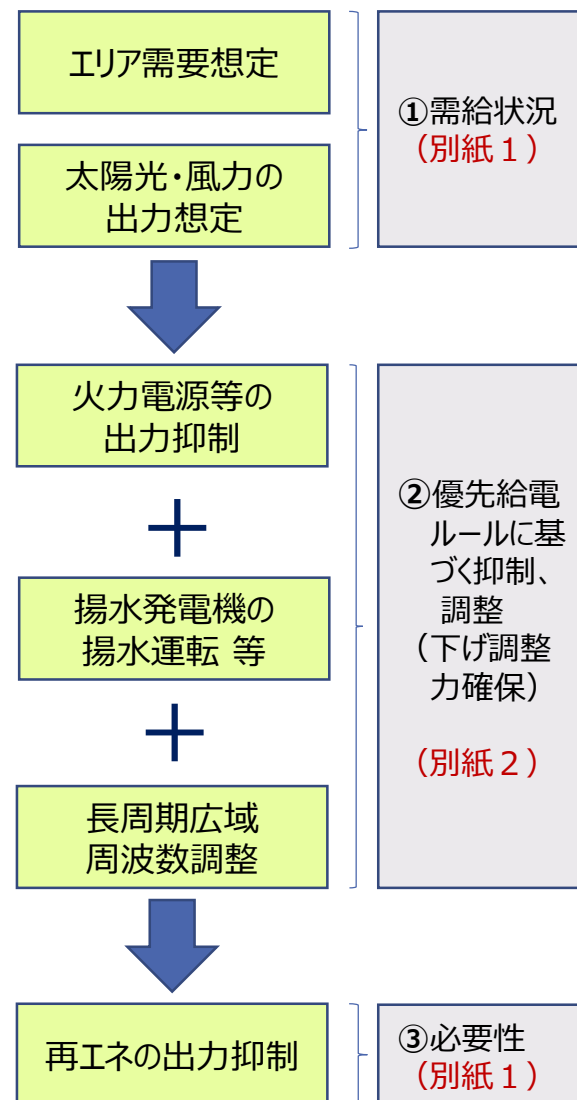 エリア需要想定
太陽光・風力の
出力想定
①需給状況
（別紙１）
火力電源等の
出力抑制
＋
揚水発電機の
揚水運転 等
＋
長周期広域
周波数調整
②優先給電
ルールに基
づく抑制、
調整
（下げ調整
力確保）
（別紙２）
再エネの出力抑制
③必要性
（別紙１）